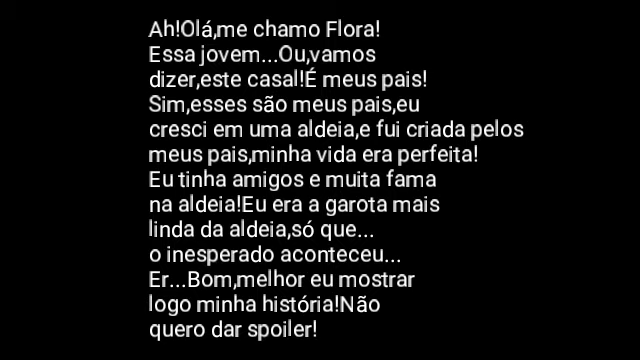 Ah!Olá,me chamo Flora!
Essa jovem...Ou,vamos
dizer,este casal!É meus pais!
Sim,esses são meus pais,eu
cresci em uma aldeia,e fui criada pelos
meus pais,minha vida era perfeita!
Eu tinha amigos e muita fama
na aldeia!Eu era a garota mais
linda da aldeia,só que...
o inesperado aconteceu...
Er...Bom,melhor eu mostrar
logo minha história!Não
quero dar spoiler!